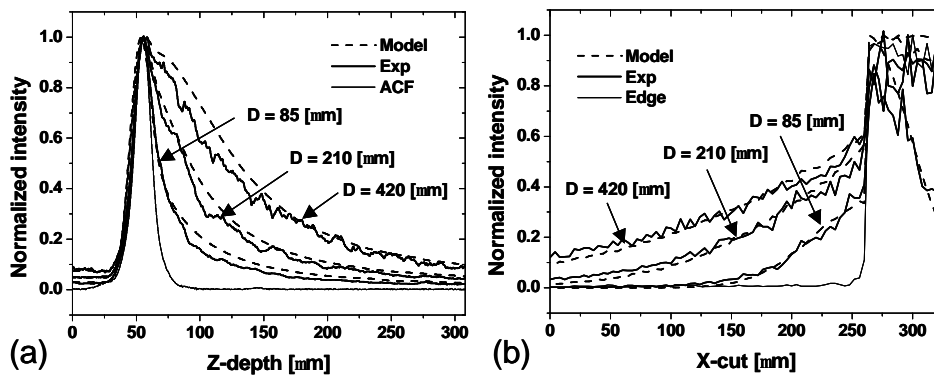 1.0
0.8
0.6
0.4
0.2
0.0
Normalized intensity
Model
Exp
ACF
D = 85 [mm]
D = 210 [mm]
D = 420 [mm]
0 50 100 150 200 250 300
Z-depth [mm]
(a)
1.0
0.8
0.6
0.4
0.2
0.0
Normalized intensity
Model
Exp
Edge
D = 85 [mm]
D = 210 [mm]
D = 420 [mm]
0 50 100 150 200 250 300
X-cut [mm]
(b)